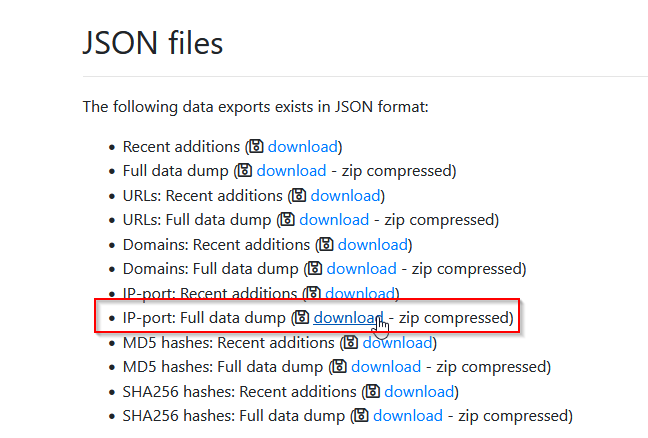 JSON files
The following data exports exists in JSON format:
• Recent additions (download)
• Full data dump (download - zip compressed)
• URLs: Recent additions (download)
• URLs: Full data dump (download - zip compressed)
• Domains: Recent additions (download)
• Domains: Full data dump (download - zip compressed)
• IP-port: Recent additions (download)
• IP-port: Full data dump (download - zip compressed)
• MD5 hashes: Recent additions (download)
• MD5 hashes: Full data dump (download - zip compressed)
• SHA256 hashes: Recent additions (download)
• SHA256 hashes: Full data dump (download - zip compressed)